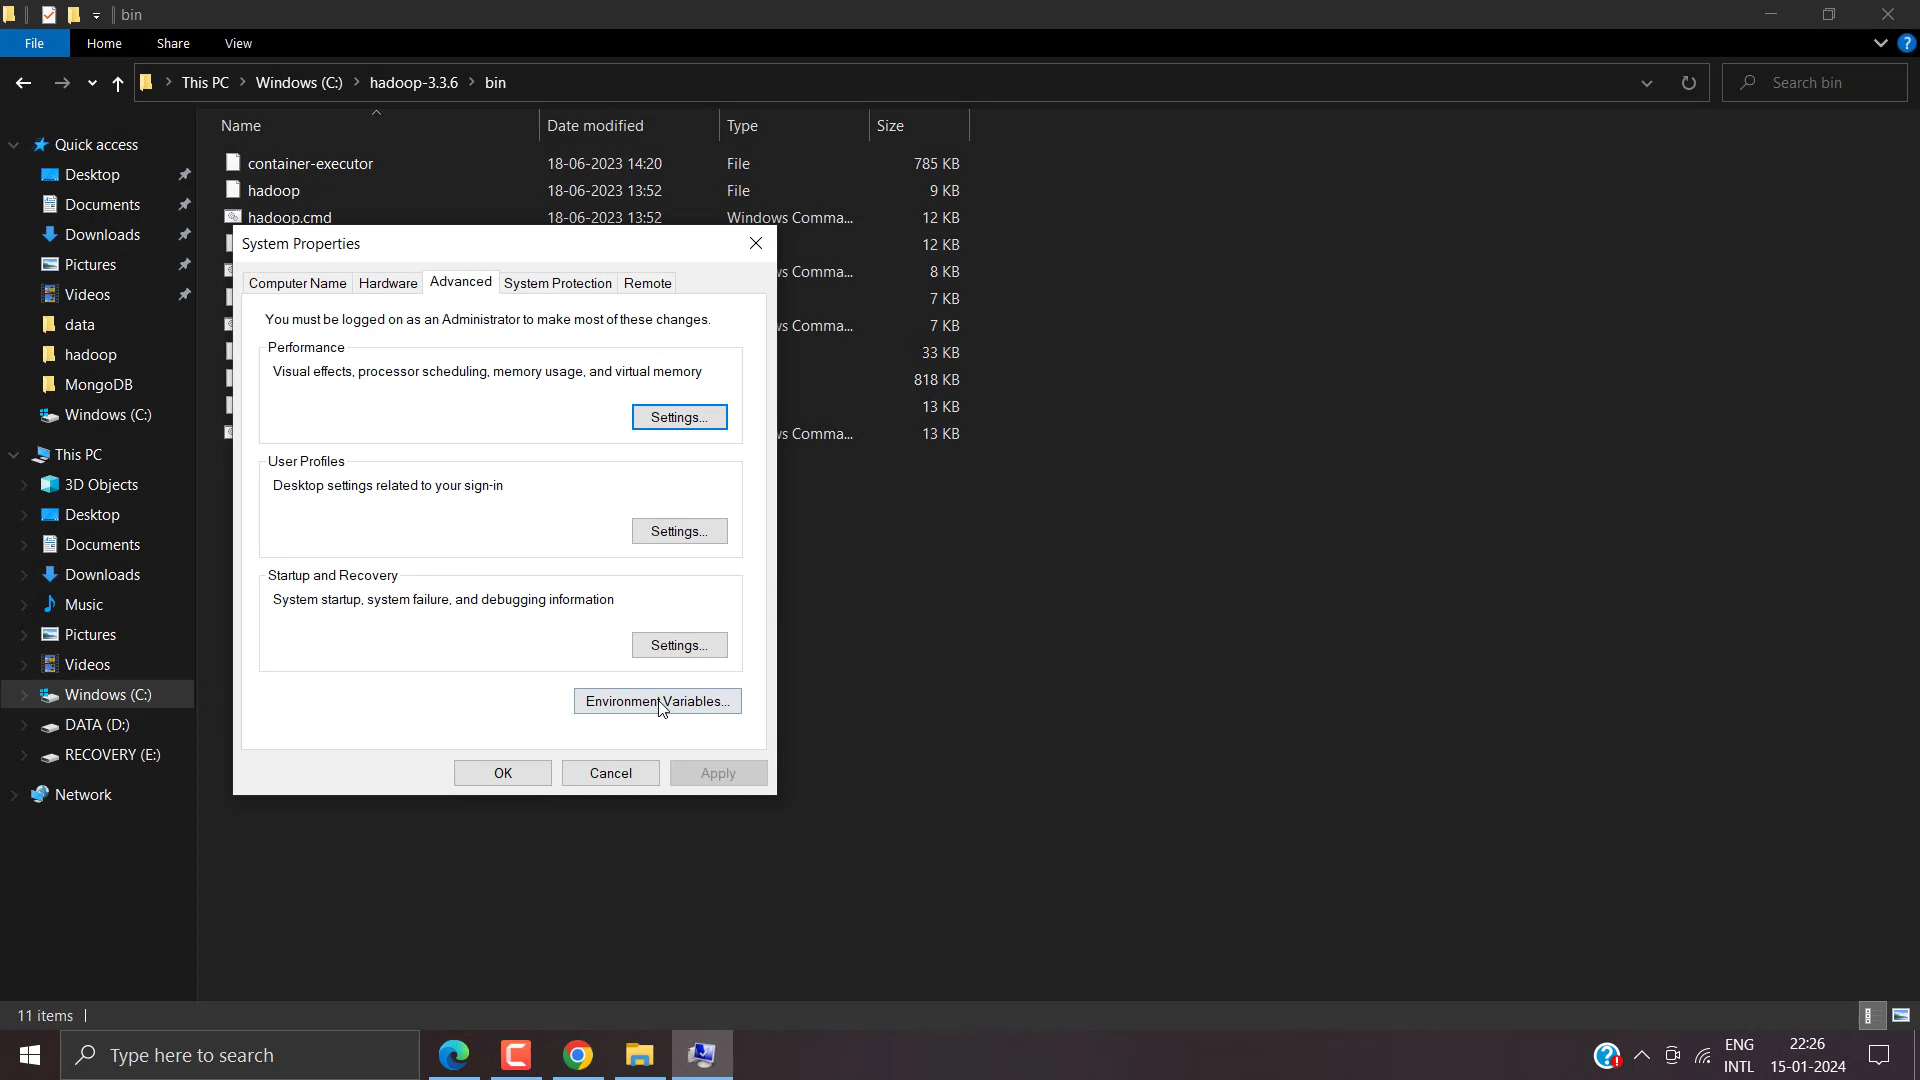 bin
File Home Share View
This PC Windows (C:) hadoop-3.3.6 bin
Search bin
Name Date modified Type Size
container-executor 18-06-2023 14:20 File 785 KB
hadoop 18-06-2023 13:52 File 9 KB
hadoop.cmd 18-06-2023 13:52 Windows Comma... 12 KB
12 KB
Comma... 8 KB
7 KB
Comma... 7 KB
33 KB
818 KB
13 KB
Comma... 13 KB
Quick access
Desktop
Documents
Downloads
Pictures
Videos
data
hadoop
MongoDB
Windows (C:)
This PC
3D Objects
Desktop
Documents
Downloads
Music
Pictures
Videos
Windows (C:)
DATA (D:)
RECOVERY (E:)
Network
System Properties
Computer Name Hardware Advanced System Protection Remote
You must be logged on as an Administrator to make most of these changes.
Performance
Visual effects, processor scheduling, memory usage, and virtual memory
Settings...
User Profiles
Desktop settings related to your sign-in
Settings...
Startup and Recovery
System startup, system failure, and debugging information
Settings...
Environment Variables...
OK Cancel Apply
11 items
Type here to search
ENG
INTL
22:26
15-01-2024